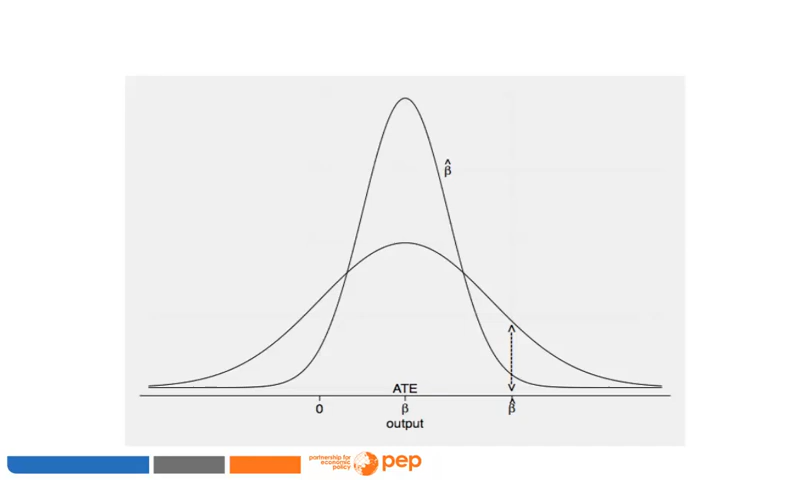 β̂
ATE
0
β
β̂
output
partnership for
economic
policy
pep